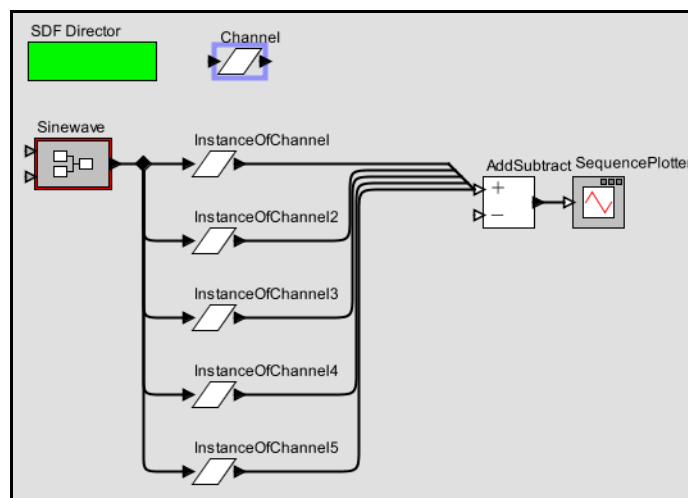 SDF Director
Channel
Sinewave
InstanceOfChannel
AddSubtract
SequencePlotter
InstanceOfChannel2
InstanceOfChannel3
InstanceOfChannel4
InstanceOfChannel5